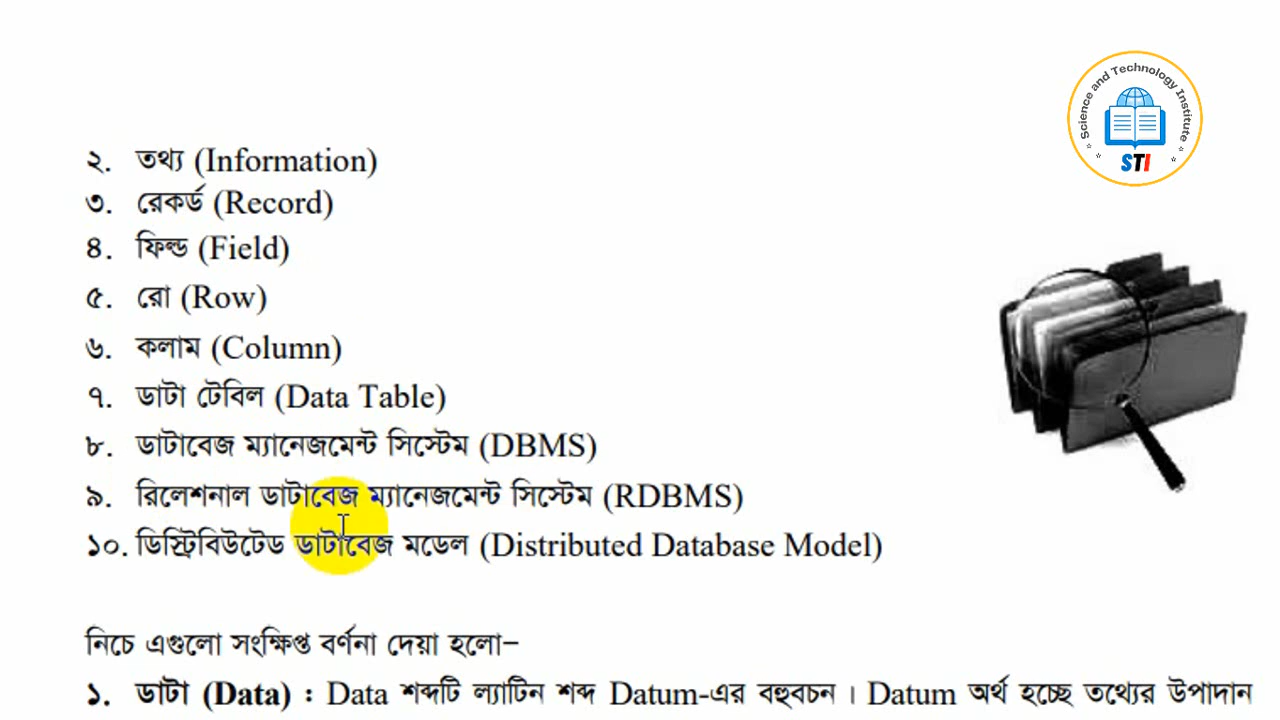 Science and Technology Institute
STI
২. তথ্য (Information)
৩. রেকর্ড (Record)
৪. ফিল্ড (Field)
৫. রো (Row)
৬. কলাম (Column)
৭. ডাটা টেবিল (Data Table)
৮. ডাটাবেজ ম্যানেজমেন্ট সিস্টেম (DBMS)
৯. রিলেশনাল ডাটাবেজ ম্যানেজমেন্ট সিস্টেম (RDBMS)
১০. ডিস্ট্রিবিউটেড ডাটাবেজ মডেল (Distributed Database Model)
নিচে এগুলো সংক্ষিপ্ত বর্ণনা দেয়া হলো–
১. ডাটা (Data) : Data শব্দটি ল্যাটিন শব্দ Datum-এর বহুবচন। Datum অর্থ হচ্ছে তথ্যের উপাদান